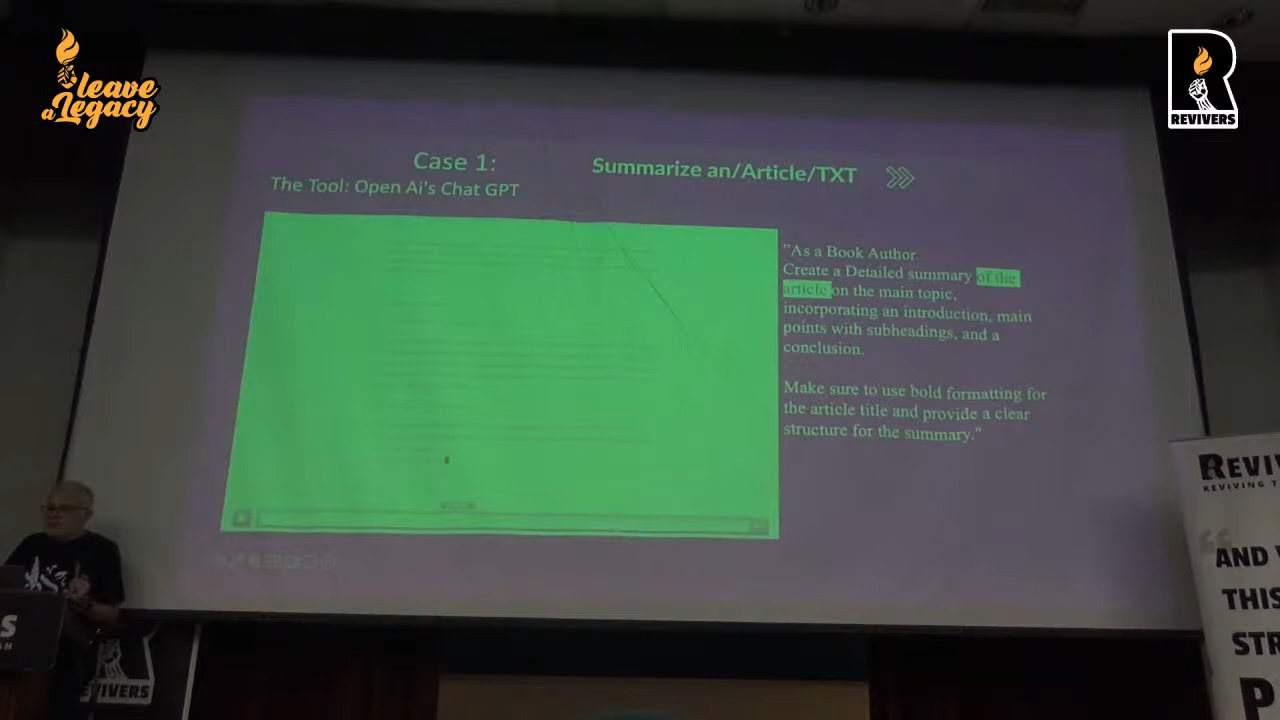 leave
a Legacy
REVIVERS
Case 1:
Summarize an/Article/TXT
The Tool: Open Ai's Chat GPT
"As a Book Author
Create a Detailed summary of the
article on the main topic,
incorporating an introduction, main
points with subheadings, and a
conclusion.
Make sure to use bold formatting for
the article title and provide a clear
structure for the summary."
REVI
REVIVING T
"AND
THIS
STR
P
S
AN
EVIVERS